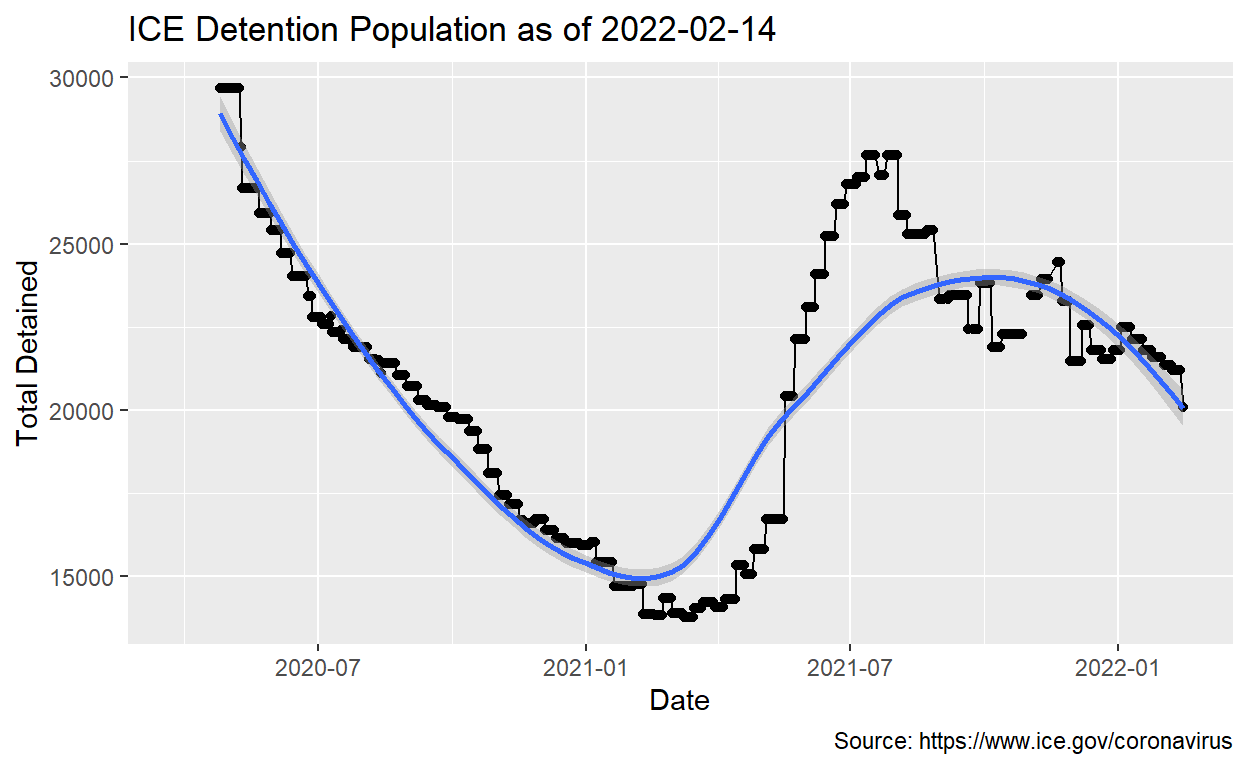 ICE Detention Population as of 2022-02-14
Total Detained
30000
25000
20000
15000
2020-07 2021-01 2021-07 2022-01
Date
Source: https://www.ice.gov/coronavirus